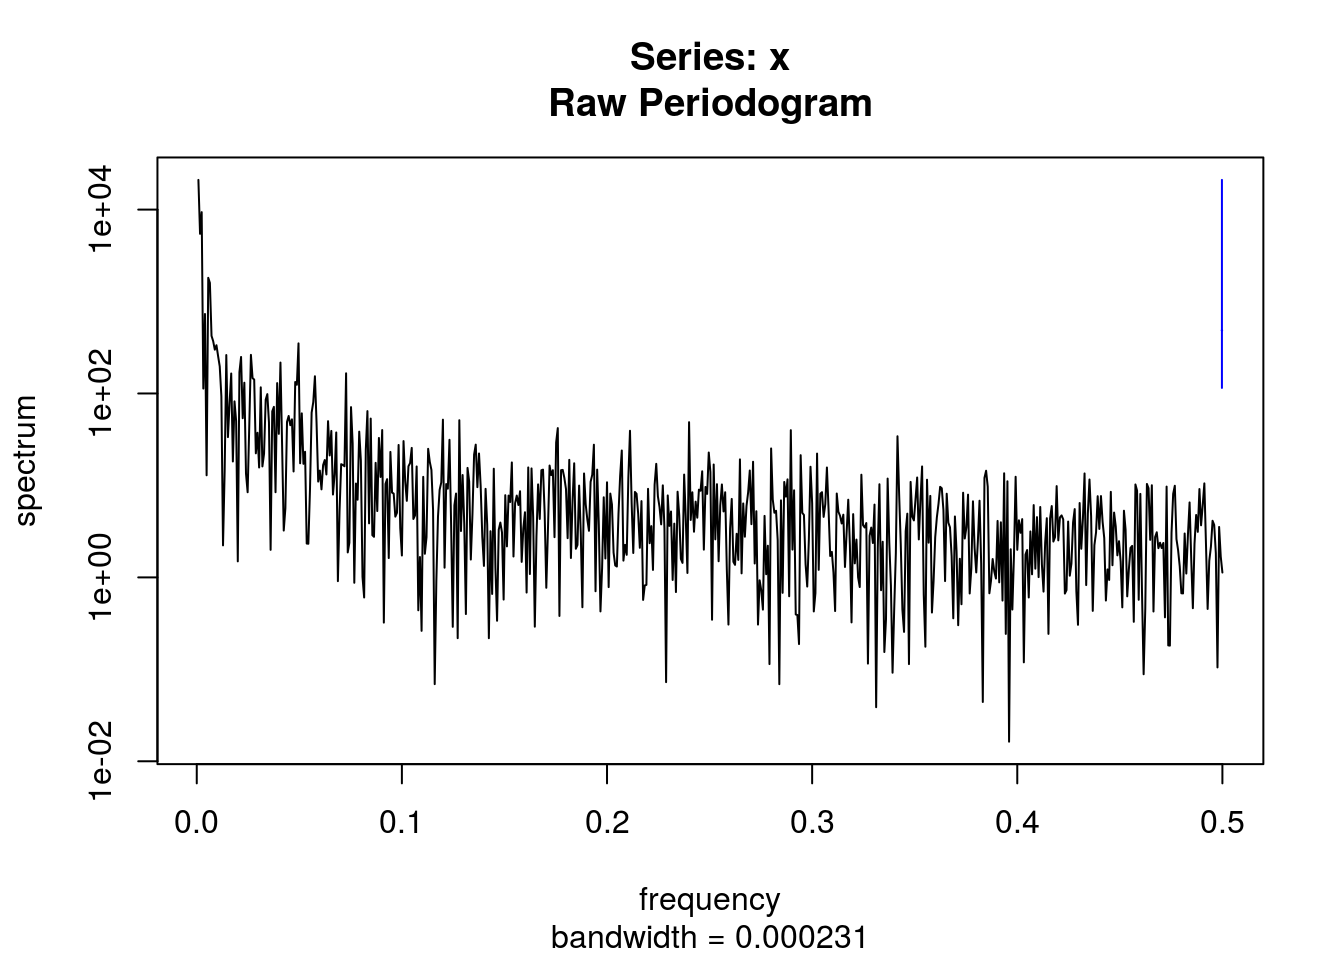 Series: x
Raw Periodogram
1e+04
1e+02
1e+00
1e-02
spectrum
0.0 0.1 0.2 0.3 0.4 0.5
frequency
bandwidth = 0.000231